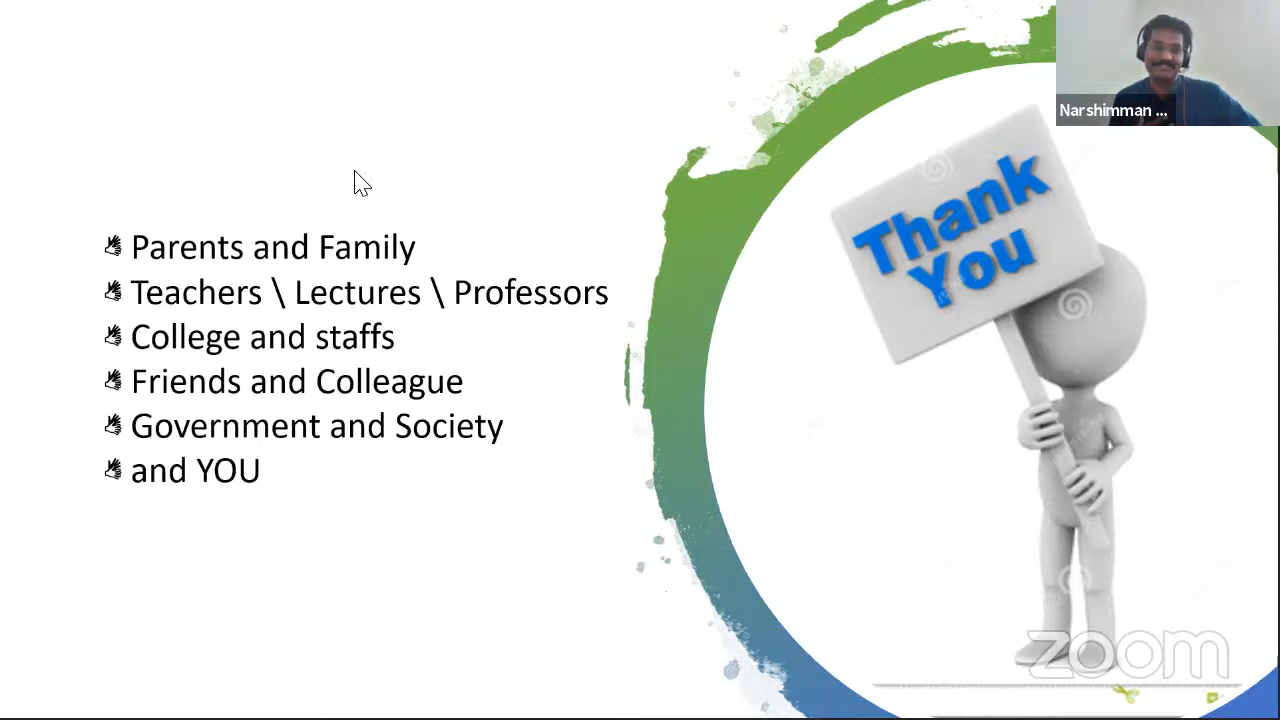 Narshimman ...
Thank
You
Parents and Family
Teachers \ Lectures \ Professors
College and staffs
Friends and Colleague
Government and Society
and YOU
zoom